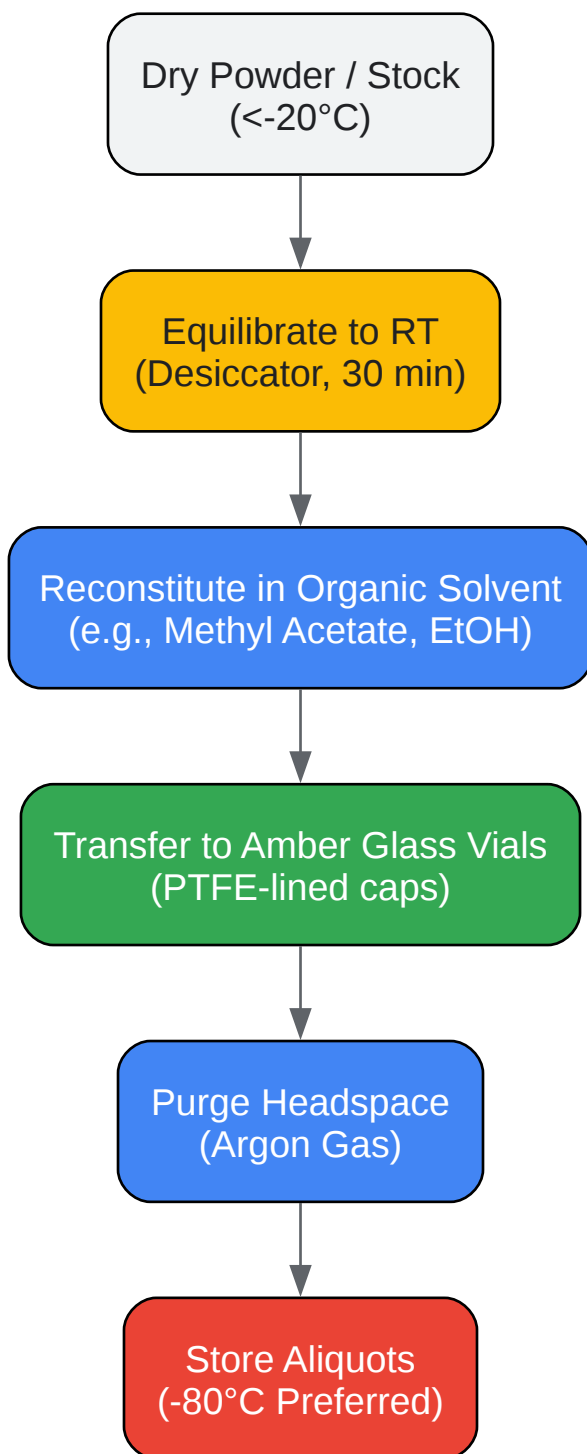 Dry Powder / Stock
(<-20°C)
Equilibrate to RT
(Desiccator, 30 min)
Reconstitute in Organic Solvent
(e.g., Methyl Acetate, EtOH)
Transfer to Amber Glass Vials
(PTFE-lined caps)
Purge Headspace
(Argon Gas)
Store Aliquots
(-80°C Preferred)